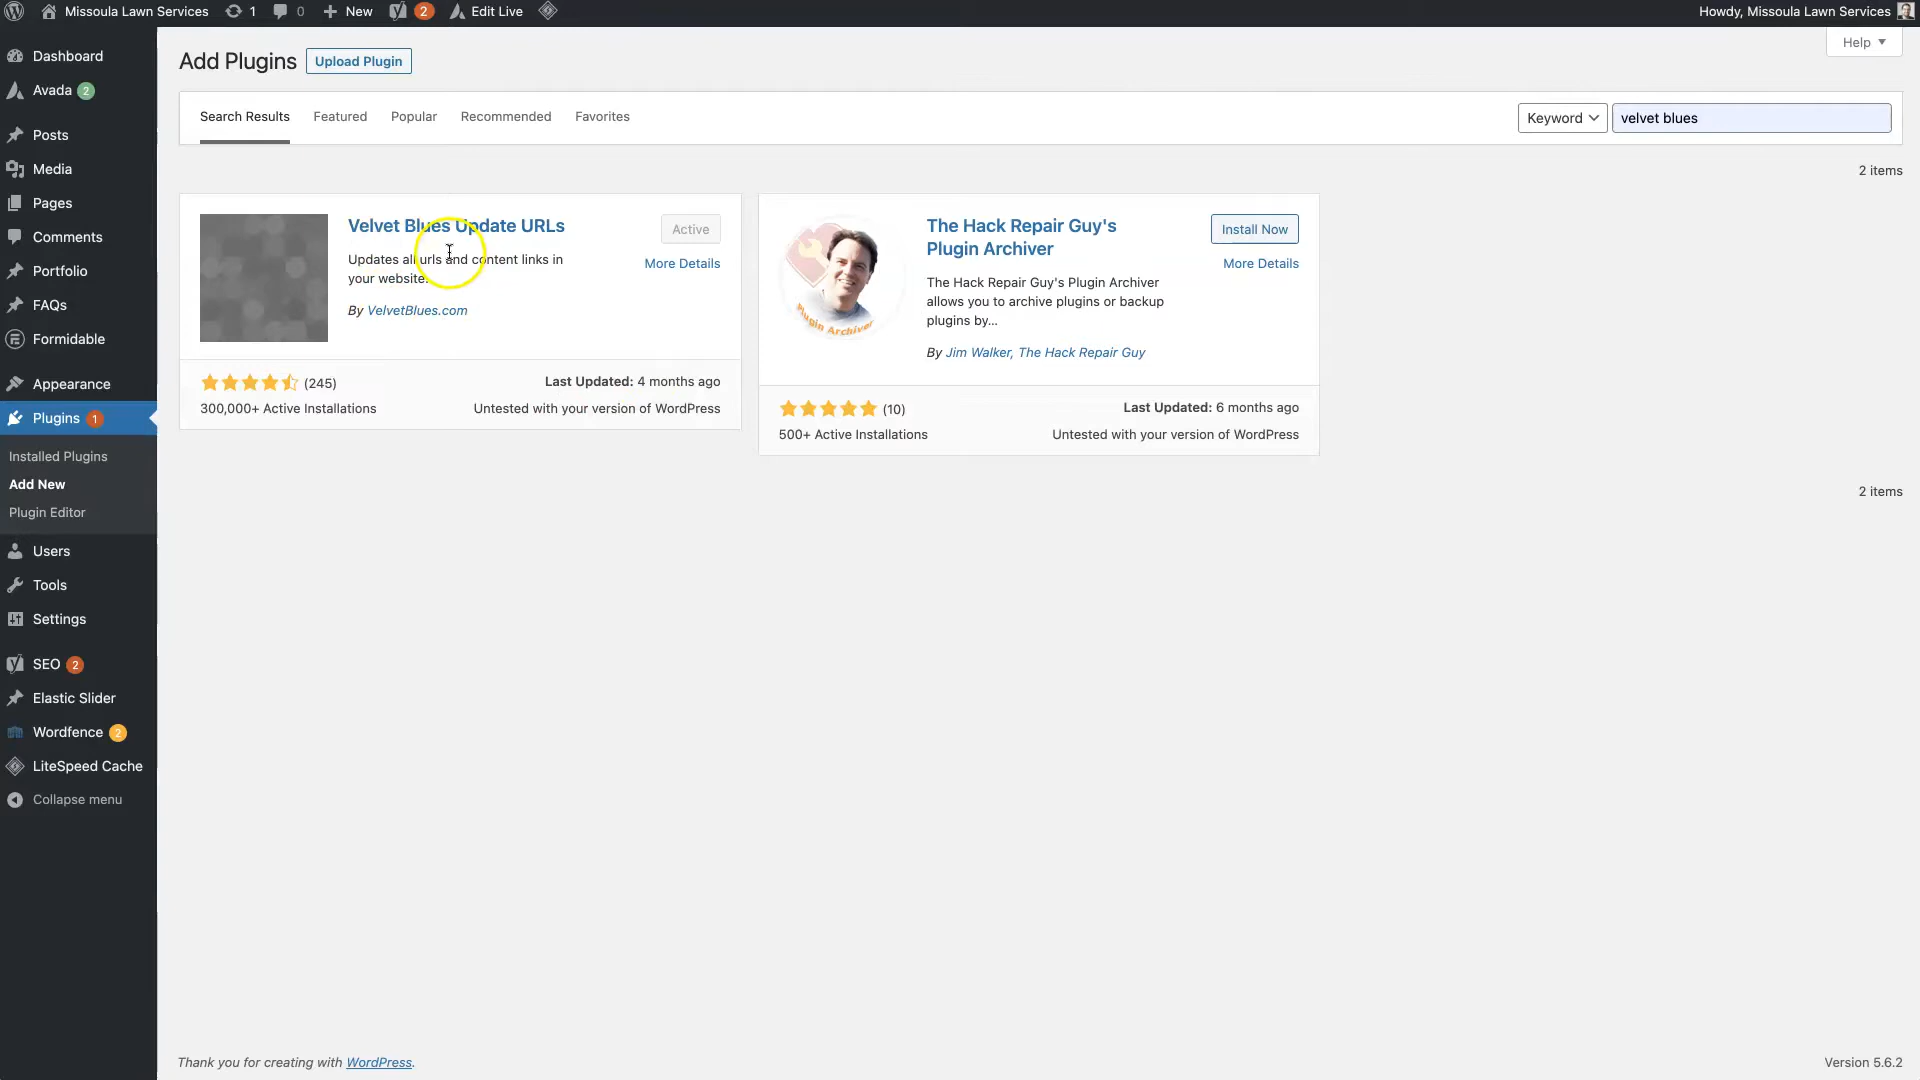 Missoula Lawn Services 1 0 New 2 Edit Live Howdy, Missoula Lawn Services
Help
Dashboard
Avada 2
Posts
Media
Pages
Comments
Portfolio
FAQs
Formidable
Appearance
Plugins 1
Installed Plugins
Add New
Plugin Editor
Users
Tools
Settings
SEO 2
Elastic Slider
Wordfence 2
LiteSpeed Cache
Collapse menu
Add Plugins Upload Plugin
Search Results Featured Popular Recommended Favorites Keyword velvet blues
2 items
Velvet Blues Update URLs
Active
More Details
Updates all urls and content links in
your website.
By VelvetBlues.com
(245)
Last Updated: 4 months ago
300,000+ Active Installations
Untested with your version of WordPress
Plugin Archiver
The Hack Repair Guy's
Plugin Archiver
Install Now
More Details
The Hack Repair Guy's Plugin Archiver
allows you to archive plugins or backup
plugins by...
By Jim Walker, The Hack Repair Guy
(10)
Last Updated: 6 months ago
500+ Active Installations
Untested with your version of WordPress
2 items
Thank you for creating with WordPress.
Version 5.6.2